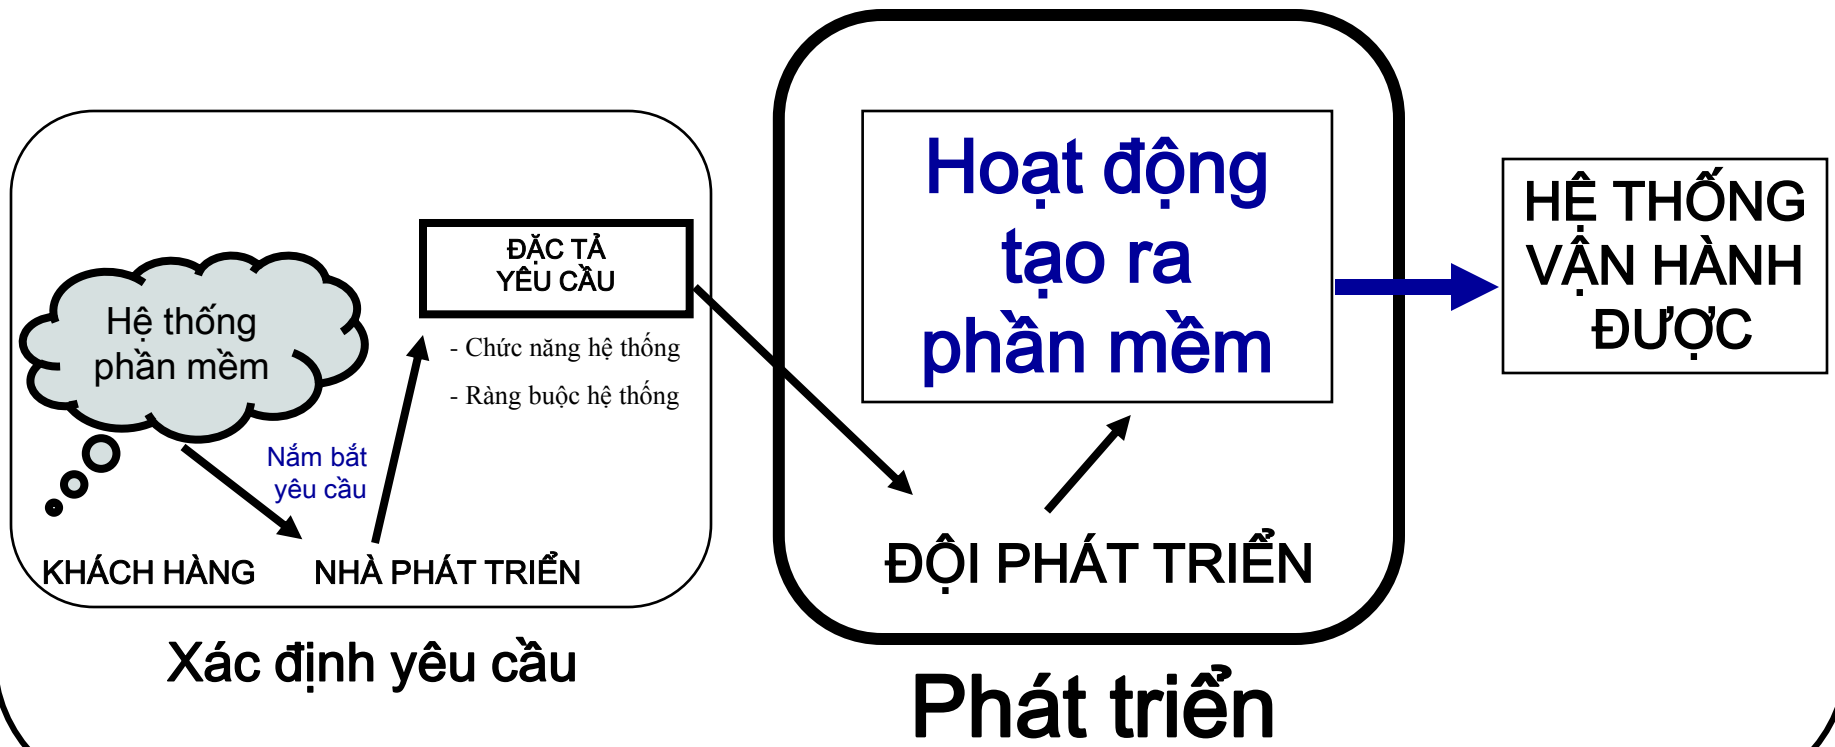 Hệ thống
phần mềm
Nắm bắt
yêu cầu
KHÁCH HÀNG
NHÀ PHÁT TRIỂN
ĐẶC TẢ
YÊU CẦU
- Chức năng hệ thống
- Ràng buộc hệ thống
Xác định yêu cầu
Hoạt động
tạo ra
phần mềm
ĐỘI PHÁT TRIỂN
Phát triển
HỆ THỐNG
VẬN HÀNH
ĐƯỢC